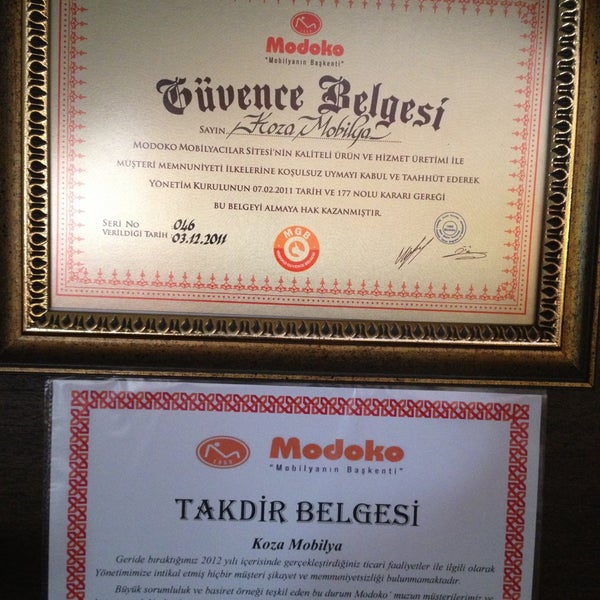 Modoko
"Mobilyanın Başkenti"
Güvence Belgesi
SAYIN, Koza Mobilya
MODOKO MOBİLYACILAR SİTESİ'NİN KALİTELİ ÜRÜN VE HİZMET ÜRETİMİ İLE
MÜŞTERİ MEMNUNİYETİ İLKELERİNE KOŞULSUZ UYMAYI KABUL VE TAAHHÜT EDEREK
YÖNETİM KURULUNUN 07.02.2011 TARİH VE 177 NOLU KARARI GEREĞİ
BU BELGEYİ ALMAYA HAK KAZANMIŞTIR.
SERİ NO 046
VERİLDİĞİ TARİH 03.12.2011
MGB
Modoko
1969
"Mobilyanın Başkenti"
TAKDİR BELGESİ
Koza Mobilya
Geride bıraktığımız 2012 yılı içerisinde gerçekleştirdiğiniz ticari faaliyetler ile ilgili olarak
Yönetimimize intikal etmiş hiçbir müşteri şikayet ve memnuniyetsizliği bulunmamaktadır.
Büyük sorumluluk ve basiret örneği teşkil eden bu durum Modoko' muzun müşterilerimiz ve